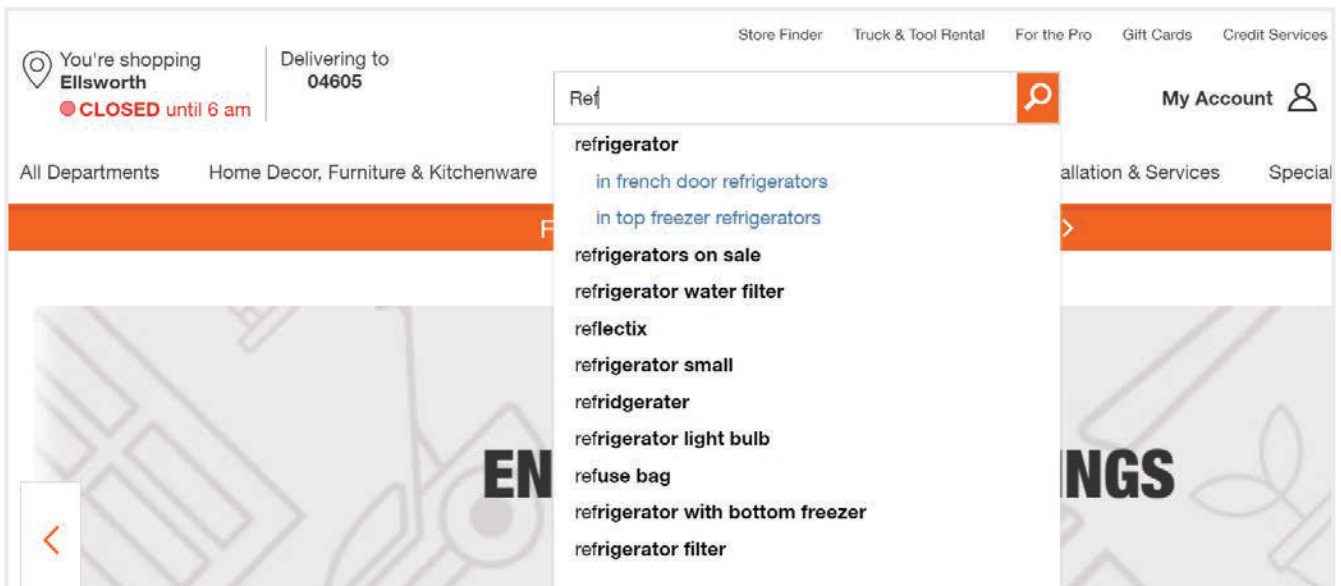 Store Finder Truck & Tool Rental For the Pro Gift Cards Credit Services
You're shopping
Ellsworth
CLOSED until 6 am
Delivering to
04605
Ref
My Account
refrigerator
in french door refrigerators
in top freezer refrigerators
refrigerators on sale
refrigerator water filter
reflectix
refrigerator small
refridgerater
refrigerator light bulb
refuse bag
refrigerator with bottom freezer
refrigerator filter
All Departments Home Decor, Furniture & Kitchenware allation & Services Special
F
EN NGS